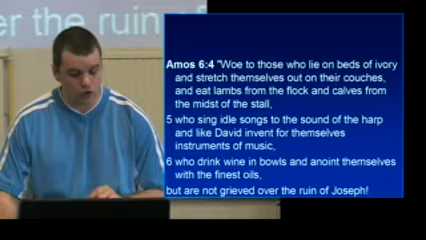 er the ruin of
Amos 6:4 "Woe to those who lie on beds of ivory
and stretch themselves out on their couches,
and eat lambs from the flock and calves from
the midst of the stall,
5 who sing idle songs to the sound of the harp
and like David invent for themselves
instruments of music,
6 who drink wine in bowls and anoint themselves
with the finest oils,
but are not grieved over the ruin of Joseph!